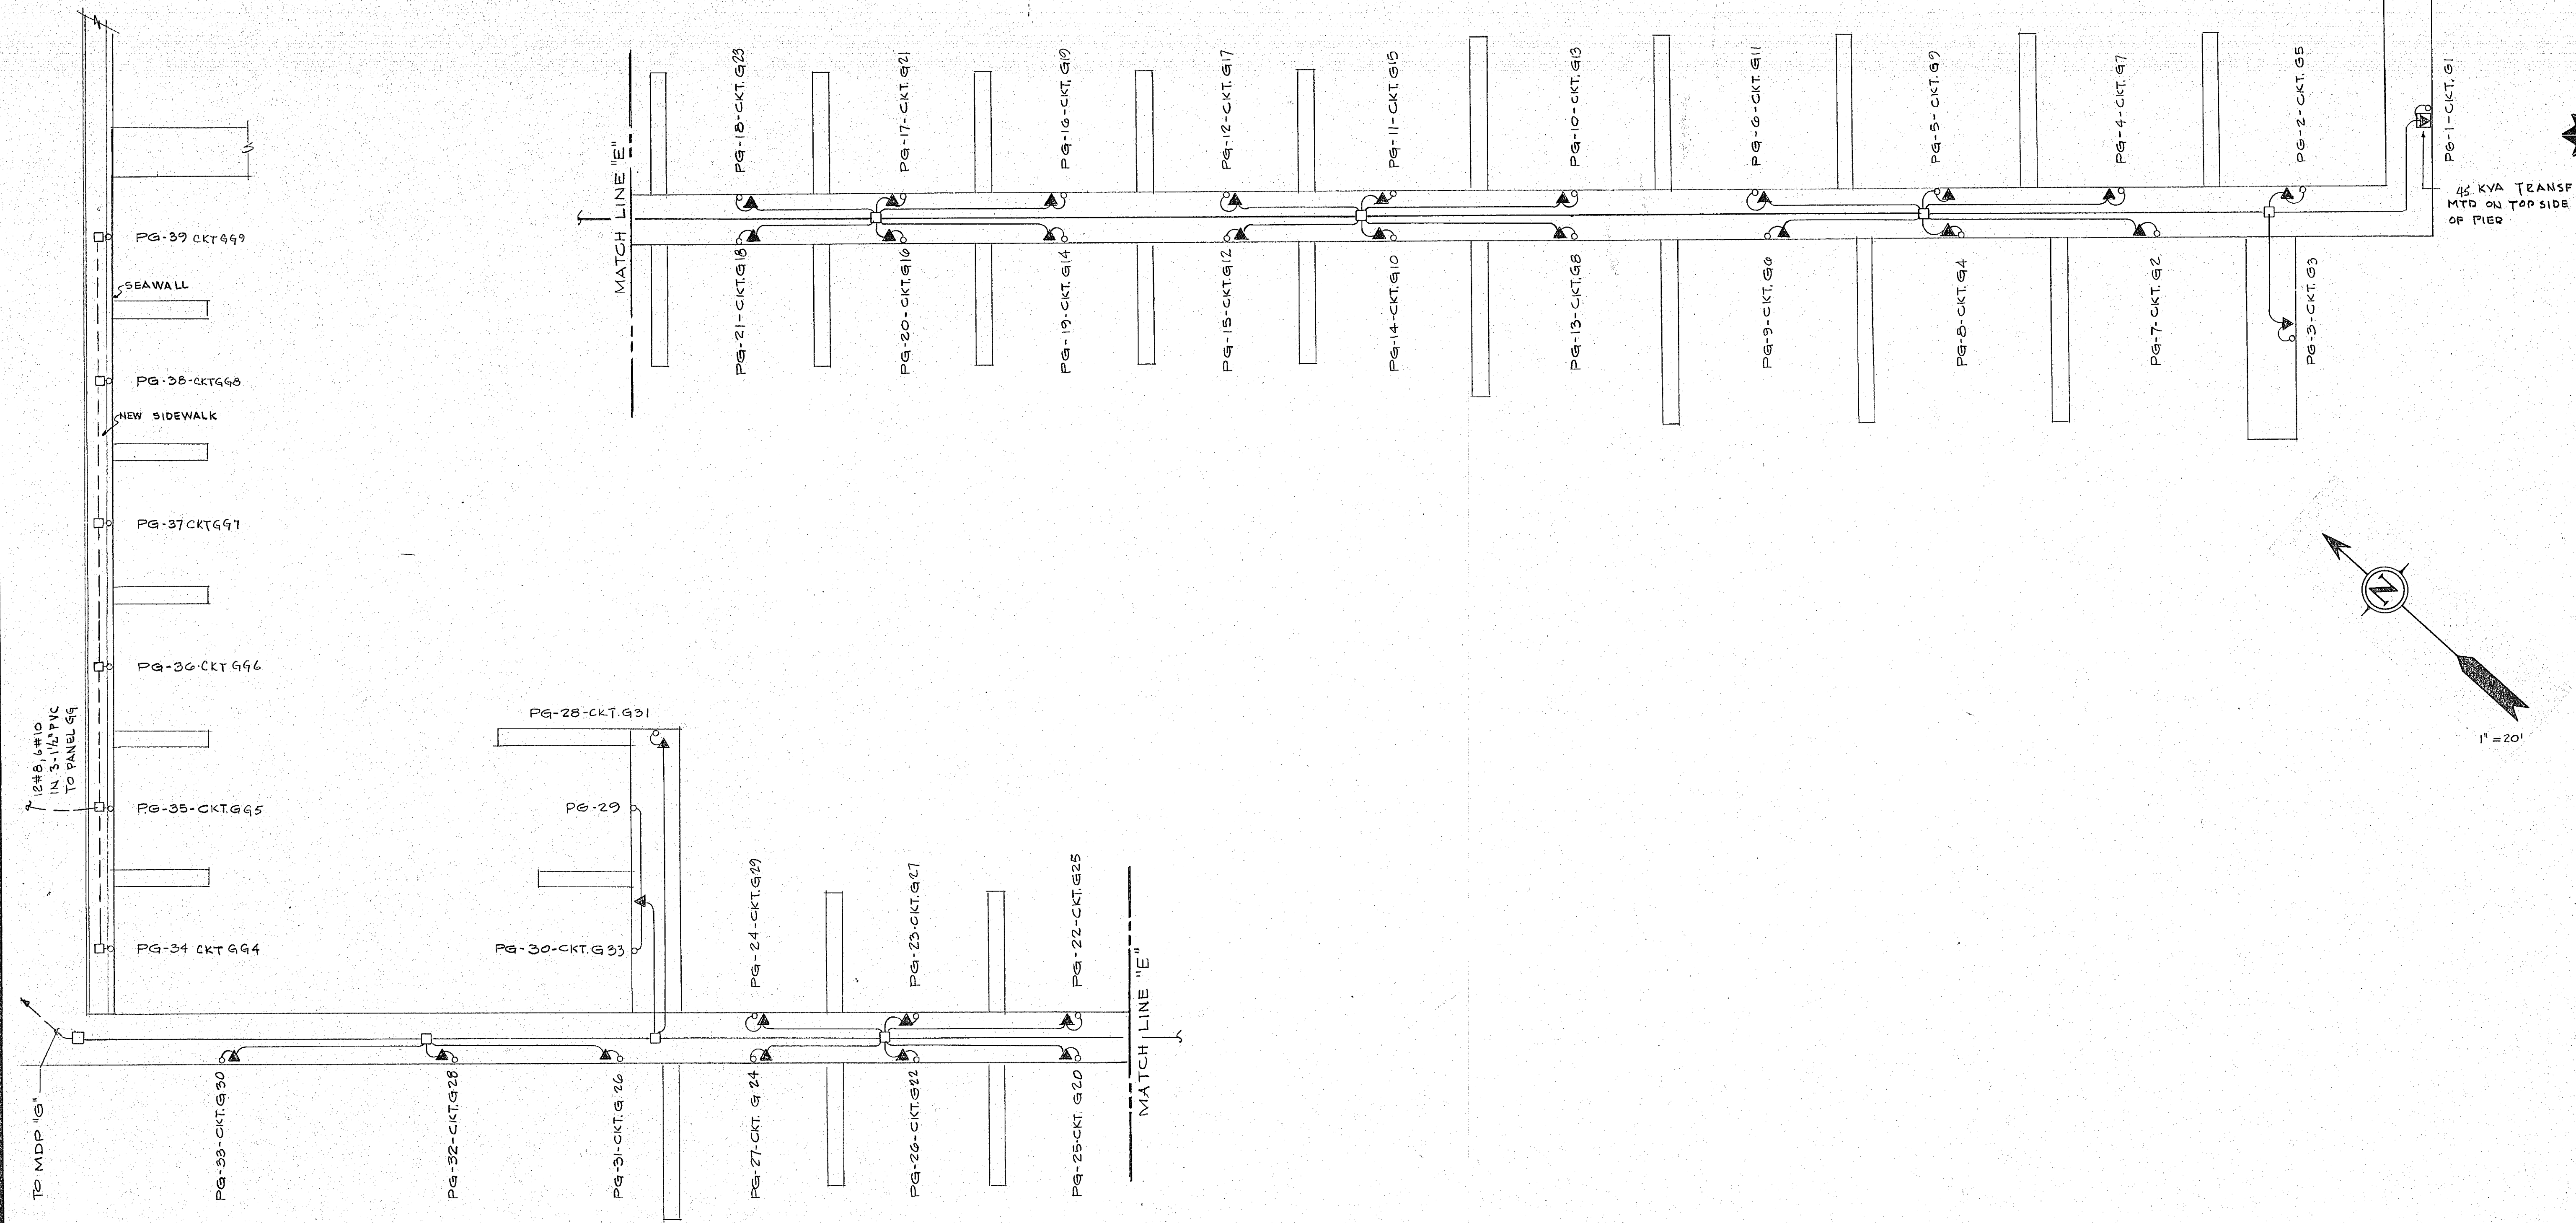 MATCH LINE "E"
PG-18-CKT. G23
PG-17-CKT. G21
PG-16-CKT. G19
PG-12-CKT. G17
PG-11-CKT. G15
PG-10-CKT. G13
PG-6-CKT. G11
PG-5-CKT. G9
PG-4-CKT. G7
PG-2-CKT. G5
PG-1-CKT. G1
45 KVA TRANSF
MTD ON TOP SIDE
OF PIER
PG-21-CKT. G18
PG-20-CKT. G16
PG-19-CKT. G14
PG-15-CKT. G12
PG-14-CKT. G10
PG-13-CKT. G8
PG-9-CKT. G6
PG-8-CKT. G4
PG-7-CKT. G2
PG-3-CKT. G3
PG-39 CKT GG9
SEAWALL
PG-38-CKT GG8
NEW SIDEWALK
PG-37 CKT GG7
PG-36-CKT GG6
12#8, 6#10
IN 3-1½" PVC
TO PANEL GG
PG-35-CKT. GG5
PG-34 CKT GG4
PG-28-CKT. G31
PG-29
PG-30-CKT. G33
PG-24-CKT. G29
PG-23-CKT. G27
PG-22-CKT. G25
MATCH LINE "E"
TO MDP "G"
PG-33-CKT. G30
PG-32-CKT. G28
PG-31-CKT. G 26
PG-27-CKT. G 24
PG-26-CKT. G22
PG-25-CKT. G20
N
1" = 20'